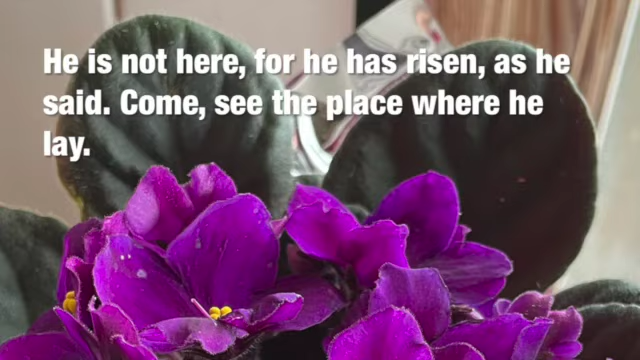 He is not here, for he has risen, as he
said. Come, see the place where he
lay.